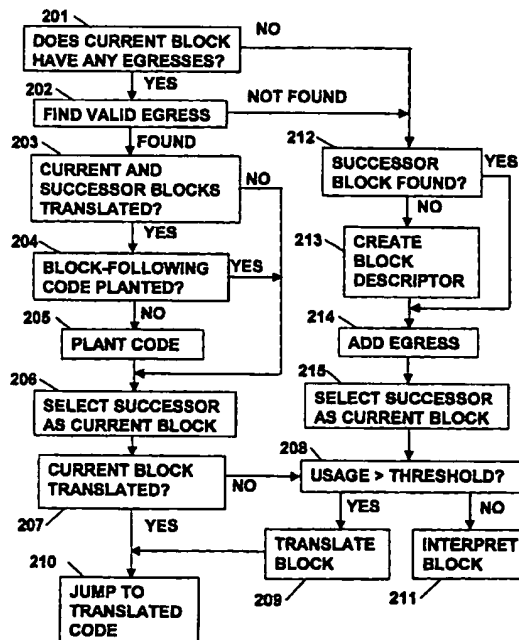 201
DOES CURRENT BLOCK
HAVE ANY EGRESSES?
NO
YES
202
FIND VALID EGRESS
NOT FOUND
FOUND
203
CURRENT AND
SUCCESSOR BLOCKS
TRANSLATED?
NO
YES
204
BLOCK-FOLLOWING
CODE PLANTED?
YES
NO
205
PLANT CODE
206
SELECT SUCCESSOR
AS CURRENT BLOCK
CURRENT BLOCK
TRANSLATED?
207
NO
YES
210
JUMP TO
TRANSLATED
CODE
212
SUCCESSOR
BLOCK FOUND?
YES
NO
213
CREATE
BLOCK
DESCRIPTOR
214
ADD EGRESS
215
SELECT SUCCESSOR
AS CURRENT BLOCK
208
USAGE > THRESHOLD?
YES
NO
TRANSLATE
BLOCK
209
INTERPRET
BLOCK
211